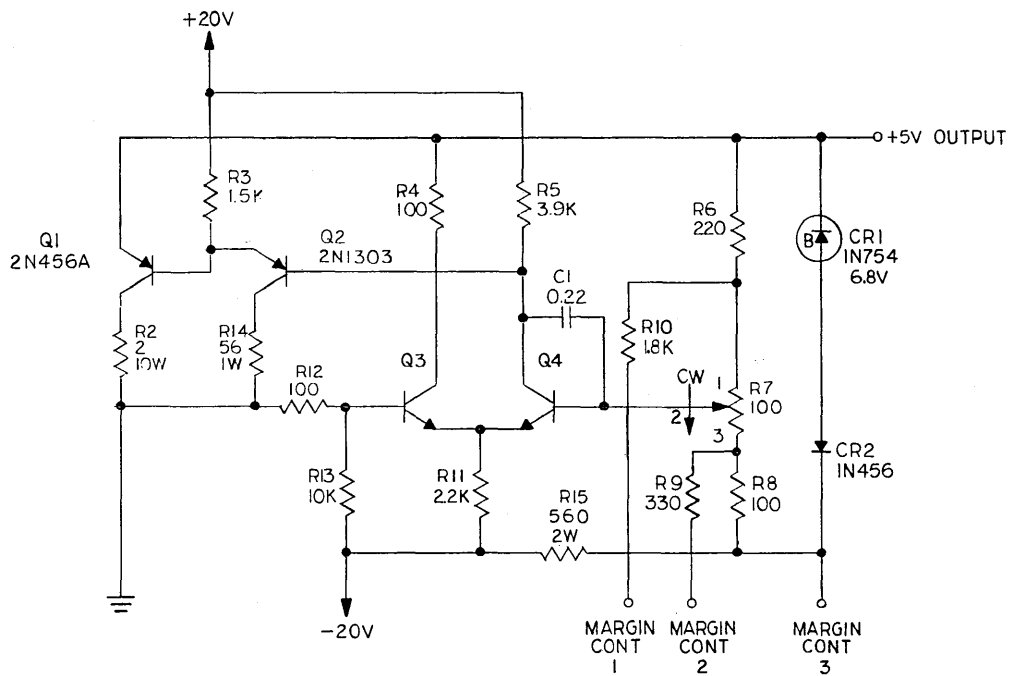 +20V
R3
1.5K
Q1
2N456A
Q2
2N1303
R4
100
R5
3.9K
+5V OUTPUT
R6
220
B
CR1
1N754
6.8V
C1
0.22
R2
2
10W
R14
56
1W
R12
100
Q3
Q4
R10
1.8K
CW
1
2
3
R7
100
CR2
1N456
R13
10K
R11
2.2K
R15
560
2W
R9
330
R8
100
-20V
MARGIN
CONT
1
MARGIN
CONT
2
MARGIN
CONT
3